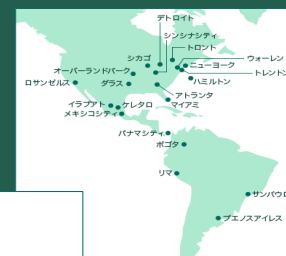 デトロイト
シンシナシティ
トロント
シカゴ
ウォーレン
オーバーランドパーク
ニューヨーク
トレントン
ロサンゼルス
ダラス
ハミルトン
アトランタ
イラプアト
ケレタロ
マイアミ
メキシコシティ
パナマシティ
ボゴタ
リマ
サンパウロ
ブエノスアイレス